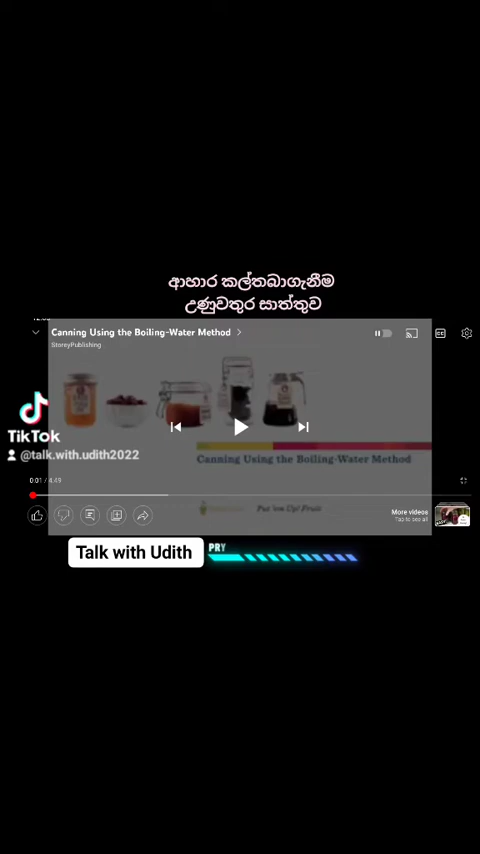 ආහාර කල්තබාගැනීම
උණුවතුර සාත්තුව
Canning Using the Boiling-Water Method
StoreyPublishing
CC
TikTok
@talk.with.udith2022
Canning Using the Boiling-Water Method
0:01 / 4:49
Put 'em Up! Fruit
More videos
Tap to see all
Talk with Udith
PRY